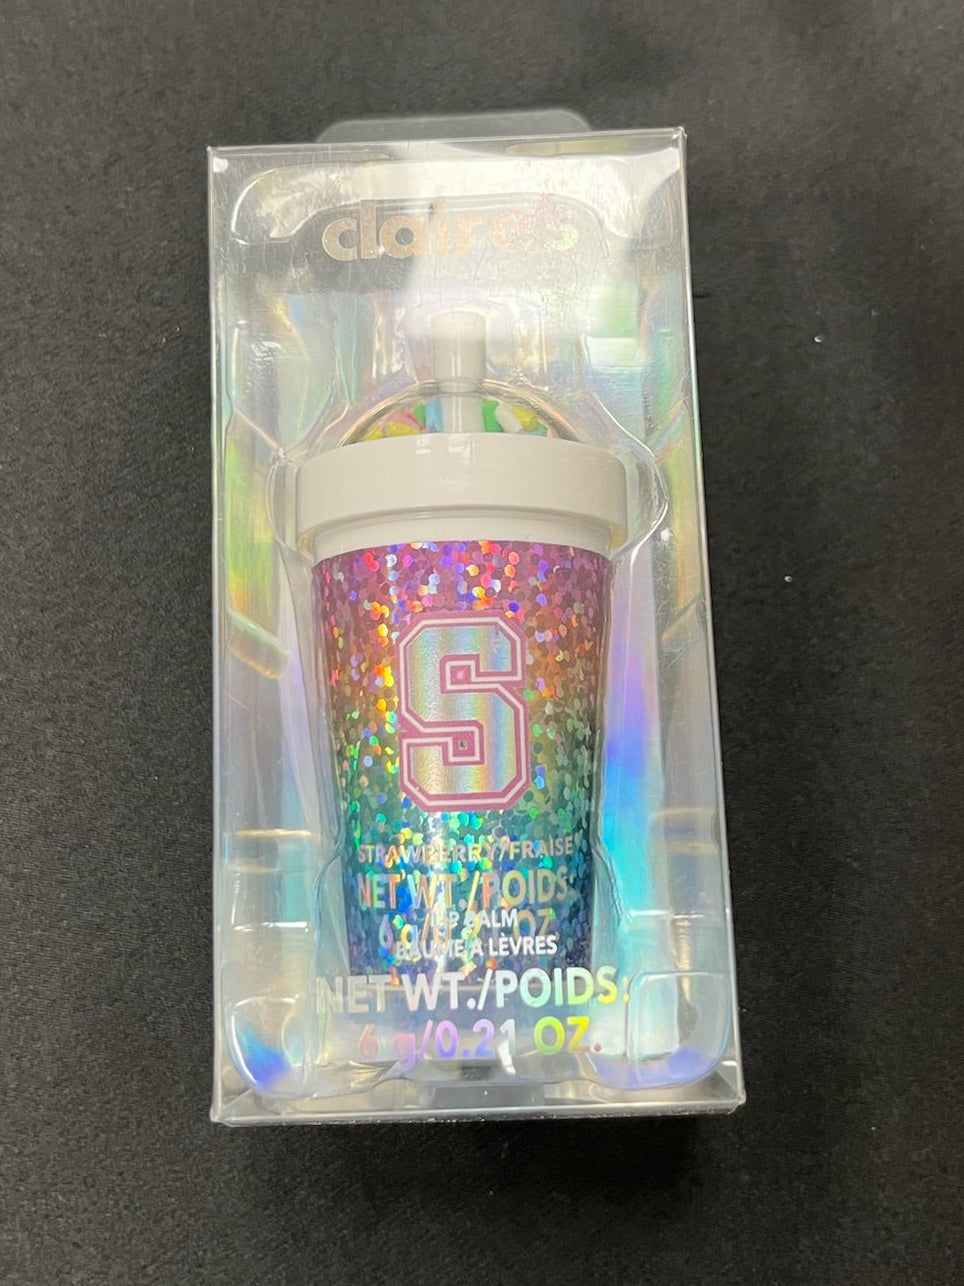 claire's
S
STRAWBERRY/FRAISE
NET WT./POIDS:
LIP BALM
BAUME À LÈVRES
NET WT./POIDS:
6 g/0.21 OZ.